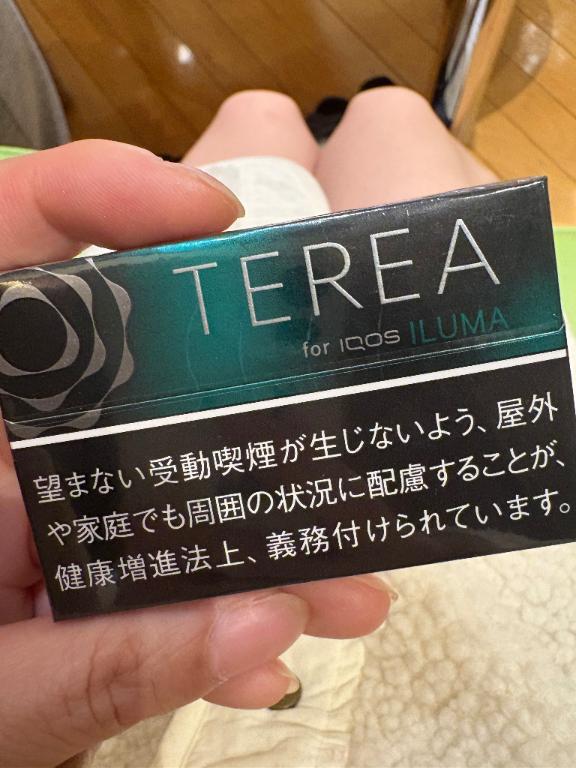 TEREA
for IQOS ILUMA
望まない受動喫煙が生じないよう、屋外
や家庭でも周囲の状況に配慮することが、
健康増進法上、義務付けられています。